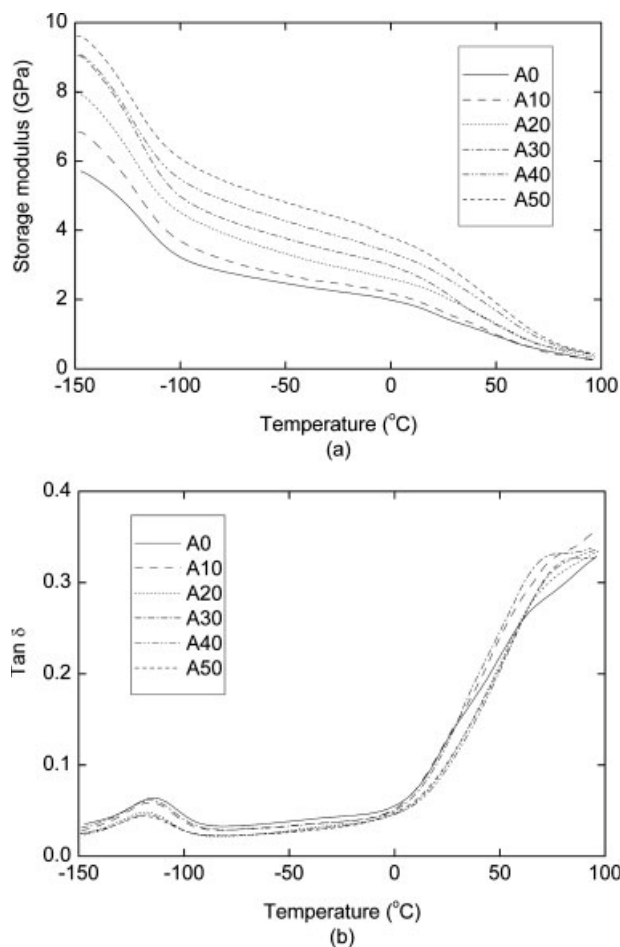 10
8
6
4
2
0
Storage modulus (GPa)
A0
A10
A20
A30
A40
A50
-150
-100
-50
0
50
100
Temperature (°C)
(a)
0.4
0.3
0.2
0.1
0.0
Tan δ
A0
A10
A20
A30
A40
A50
-150
-100
-50
0
50
100
Temperature (°C)
(b)